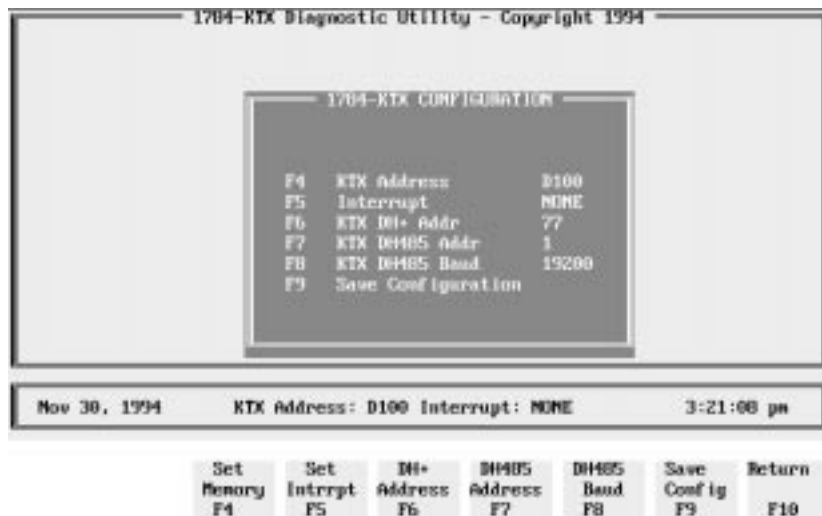 1784-KTX Diagnostic Utility - Copyright 1994
1784-KTX CONFIGURATION
F4 KTX Address D100
F5 Interrupt NONE
F6 KTX DH+ Addr 77
F7 KTX DH485 Addr 1
F8 KTX DH485 Baud 19200
F9 Save Configuration
Nov 30, 1994 KTX Address: D100 Interrupt: NONE 3:21:08 pm
Set Set DH+ DH485 DH485 Save Return
Memory Intrrpt Address Address Baud Config
F4 F5 F6 F7 F8 F9 F10